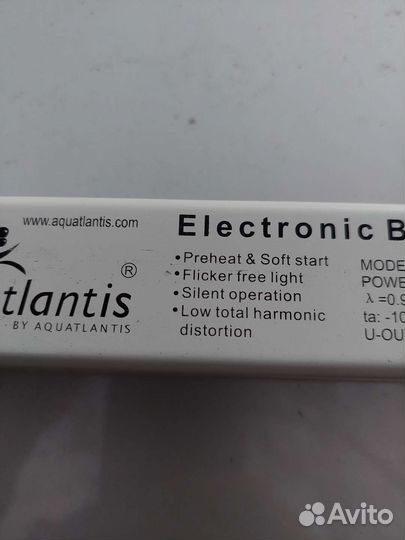 www.aquatlantis.com
Electronic B
• Preheat & Soft start
• Flicker free light
• Silent operation
• Low total harmonic
distortion
tlantis®
BY AQUATLANTIS
MODE
POWE
λ=0.9
ta: -10
U-OU
Avito